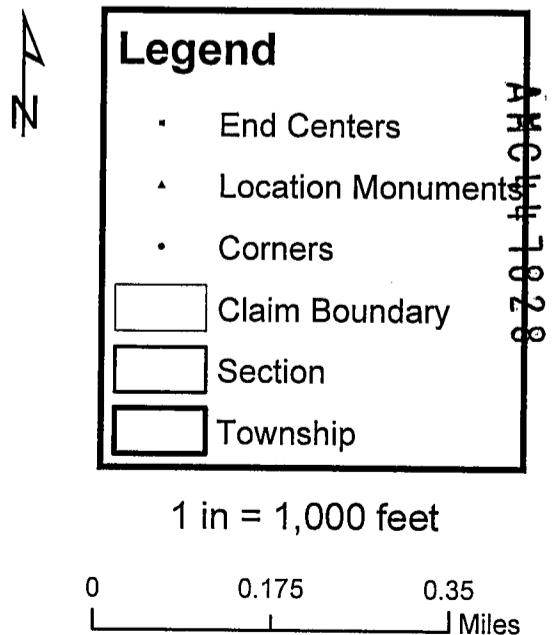 N
Legend
End Centers
Location Monuments
Corners
Claim Boundary
Section
Township
AMC447828
1 in = 1,000 feet
0 0.175 0.35
Miles